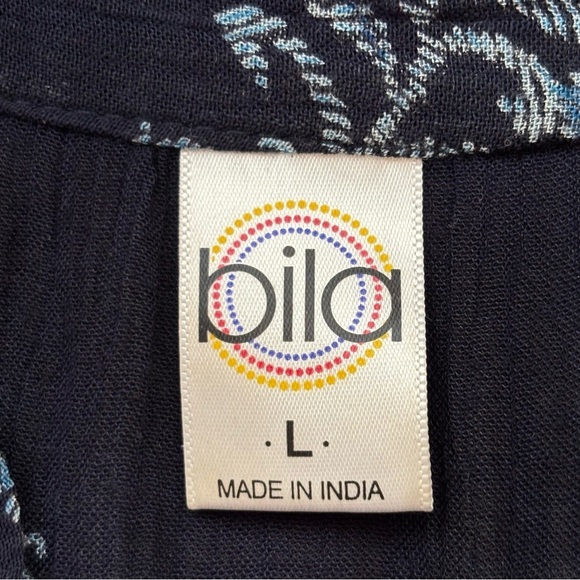 bila
· L ·
MADE IN INDIA